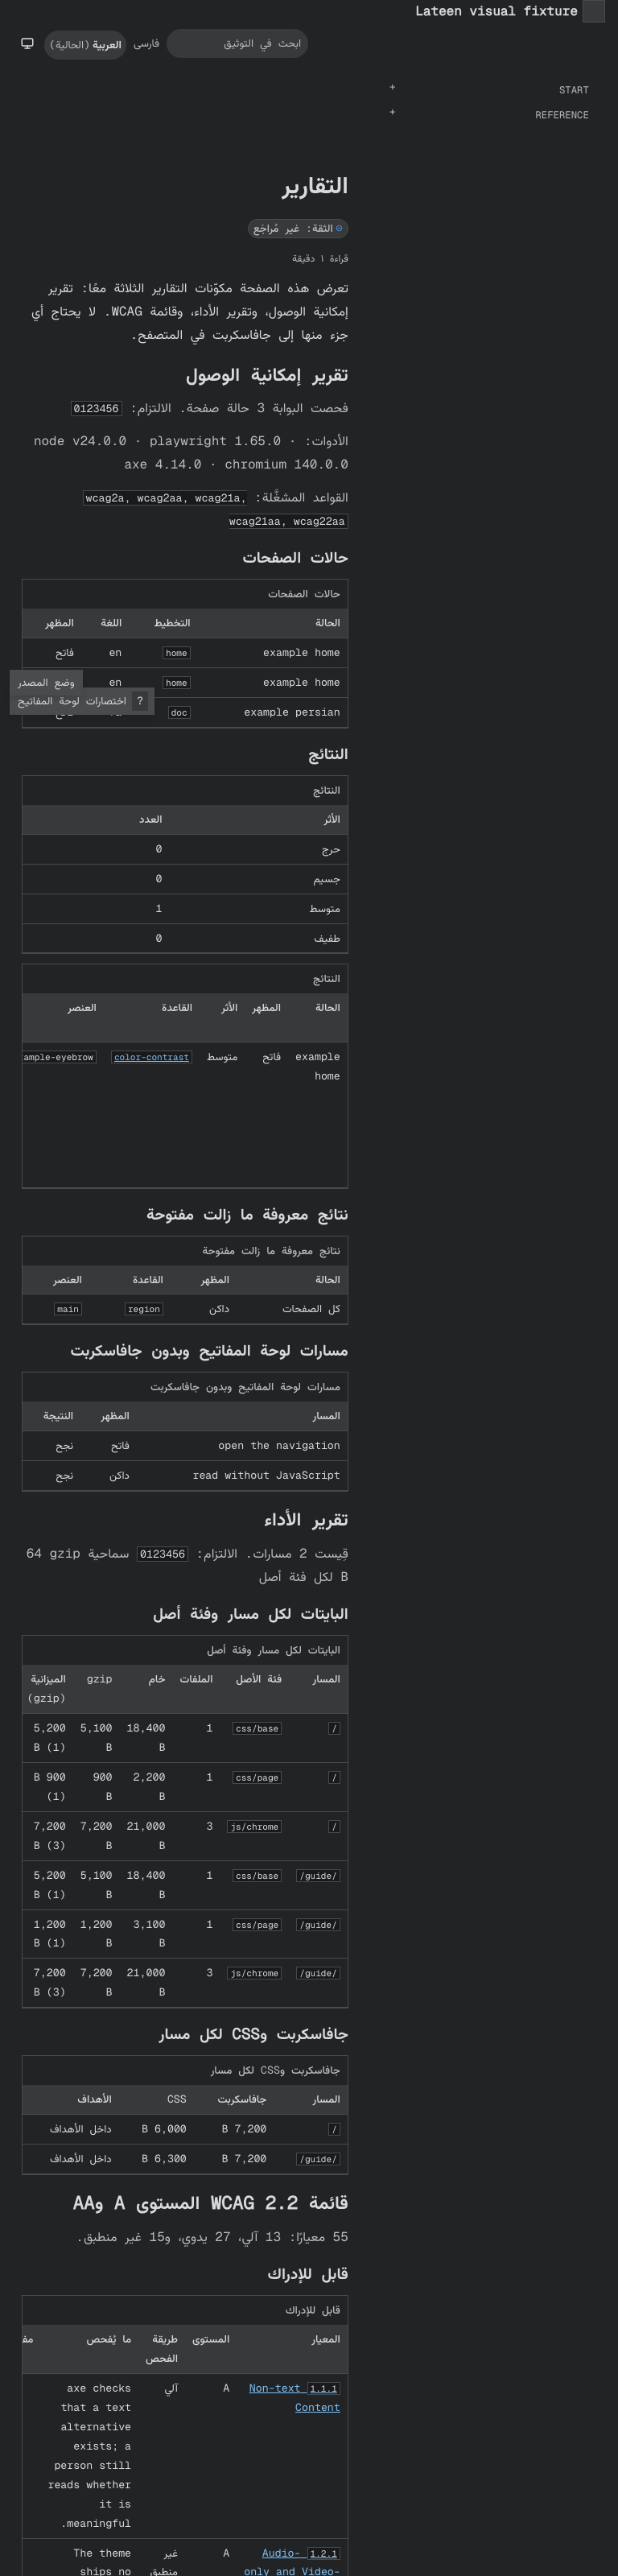 Lateen visual fixture
ابحث في التوثيق
فارسی
العربية (الحالية)
START
+
REFERENCE
+
التقارير
الثقة: غير مُراجَع
قراءة ١ دقيقة
تعرض هذه الصفحة مكوّنات التقارير الثلاثة معًا: تقرير
إمكانية الوصول، وتقرير الأداء، وقائمة WCAG. لا يحتاج أي
جزء منها إلى جافاسكربت في المتصفح.
تقرير إمكانية الوصول
فحصت البوابة 3 حالة صفحة. الالتزام: 0123456
الأدوات: node v24.0.0 · playwright 1.65.0 ·
axe 4.14.0 · chromium 140.0.0
القواعد المشغَّلة: wcag2a, wcag2aa, wcag21a,
wcag21aa, wcag22aa
حالات الصفحات
حالات الصفحات
الحالة التخطيط اللغة المظهر
example home home en فاتح
example home home en
example persian doc
وضع المصدر
? اختصارات لوحة المفاتيح
النتائج
النتائج
الأثر العدد
حرج 0
جسيم 0
متوسط 1
طفيف 0
النتائج
الحالة المظهر الأثر القاعدة العنصر
example فاتح متوسط color-contrast ample-eyebrow
home
نتائج معروفة ما زالت مفتوحة
نتائج معروفة ما زالت مفتوحة
الحالة المظهر القاعدة العنصر
كل الصفحات داكن region main
مسارات لوحة المفاتيح وبدون جافاسكربت
مسارات لوحة المفاتيح وبدون جافاسكربت
المسار المظهر النتيجة
open the navigation فاتح نجح
read without JavaScript داكن نجح
تقرير الأداء
قِيست 2 مسارات. الالتزام: 0123456 سماحية gzip 64
B لكل فئة أصل
البايتات لكل مسار وفئة أصل
البايتات لكل مسار وفئة أصل
المسار فئة الأصل الملفات خام gzip الميزانية
(gzip)
/ css/base 1 18,400 5,100 5,200
B B B (1)
/ css/page 1 2,200 900 B 900
B B (1)
/ js/chrome 3 21,000 7,200 7,200
B B B (3)
/guide/ css/base 1 18,400 5,100 5,200
B B B (1)
/guide/ css/page 1 3,100 1,200 1,200
B B B (1)
/guide/ js/chrome 3 21,000 7,200 7,200
B B B (3)
جافاسكربت وCSS لكل مسار
جافاسكربت وCSS لكل مسار
المسار جافاسكربت CSS الأهداف
/ 7,200 B 6,000 B داخل الأهداف
/guide/ 7,200 B 6,300 B داخل الأهداف
قائمة WCAG 2.2 المستوى A وAA
55 معيارًا: 13 آلي، 27 يدوي، و15 غير منطبق.
قابل للإدراك
قابل للإدراك
المعيار المستوى طريقة ما يُفحص مف
الفحص
1.1.1 Non-text A آلي axe checks
Content that a text
alternative
exists; a
person still
reads whether
it is
meaningful.
1.2.1 Audio- A غير The theme
only and Video- منطبق ships no